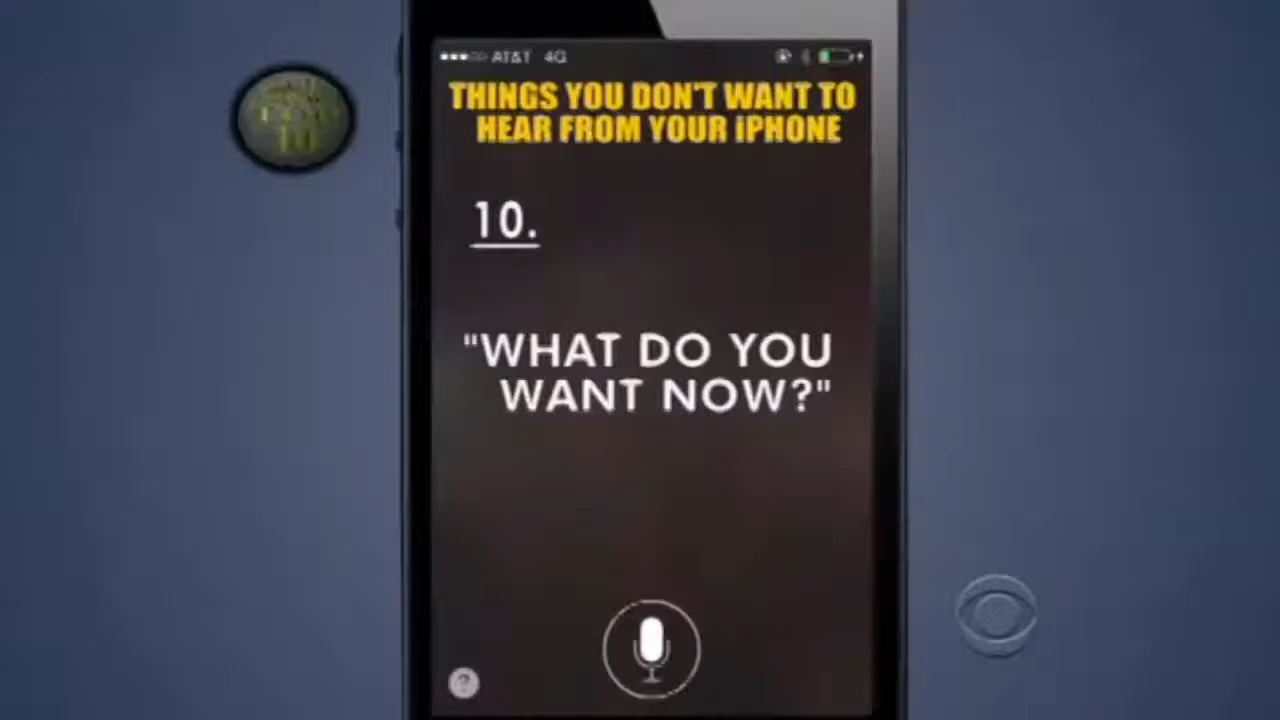 AT&T 4G
THINGS YOU DON'T WANT TO
HEAR FROM YOUR iPHONE
10.
"WHAT DO YOU
WANT NOW?"
?